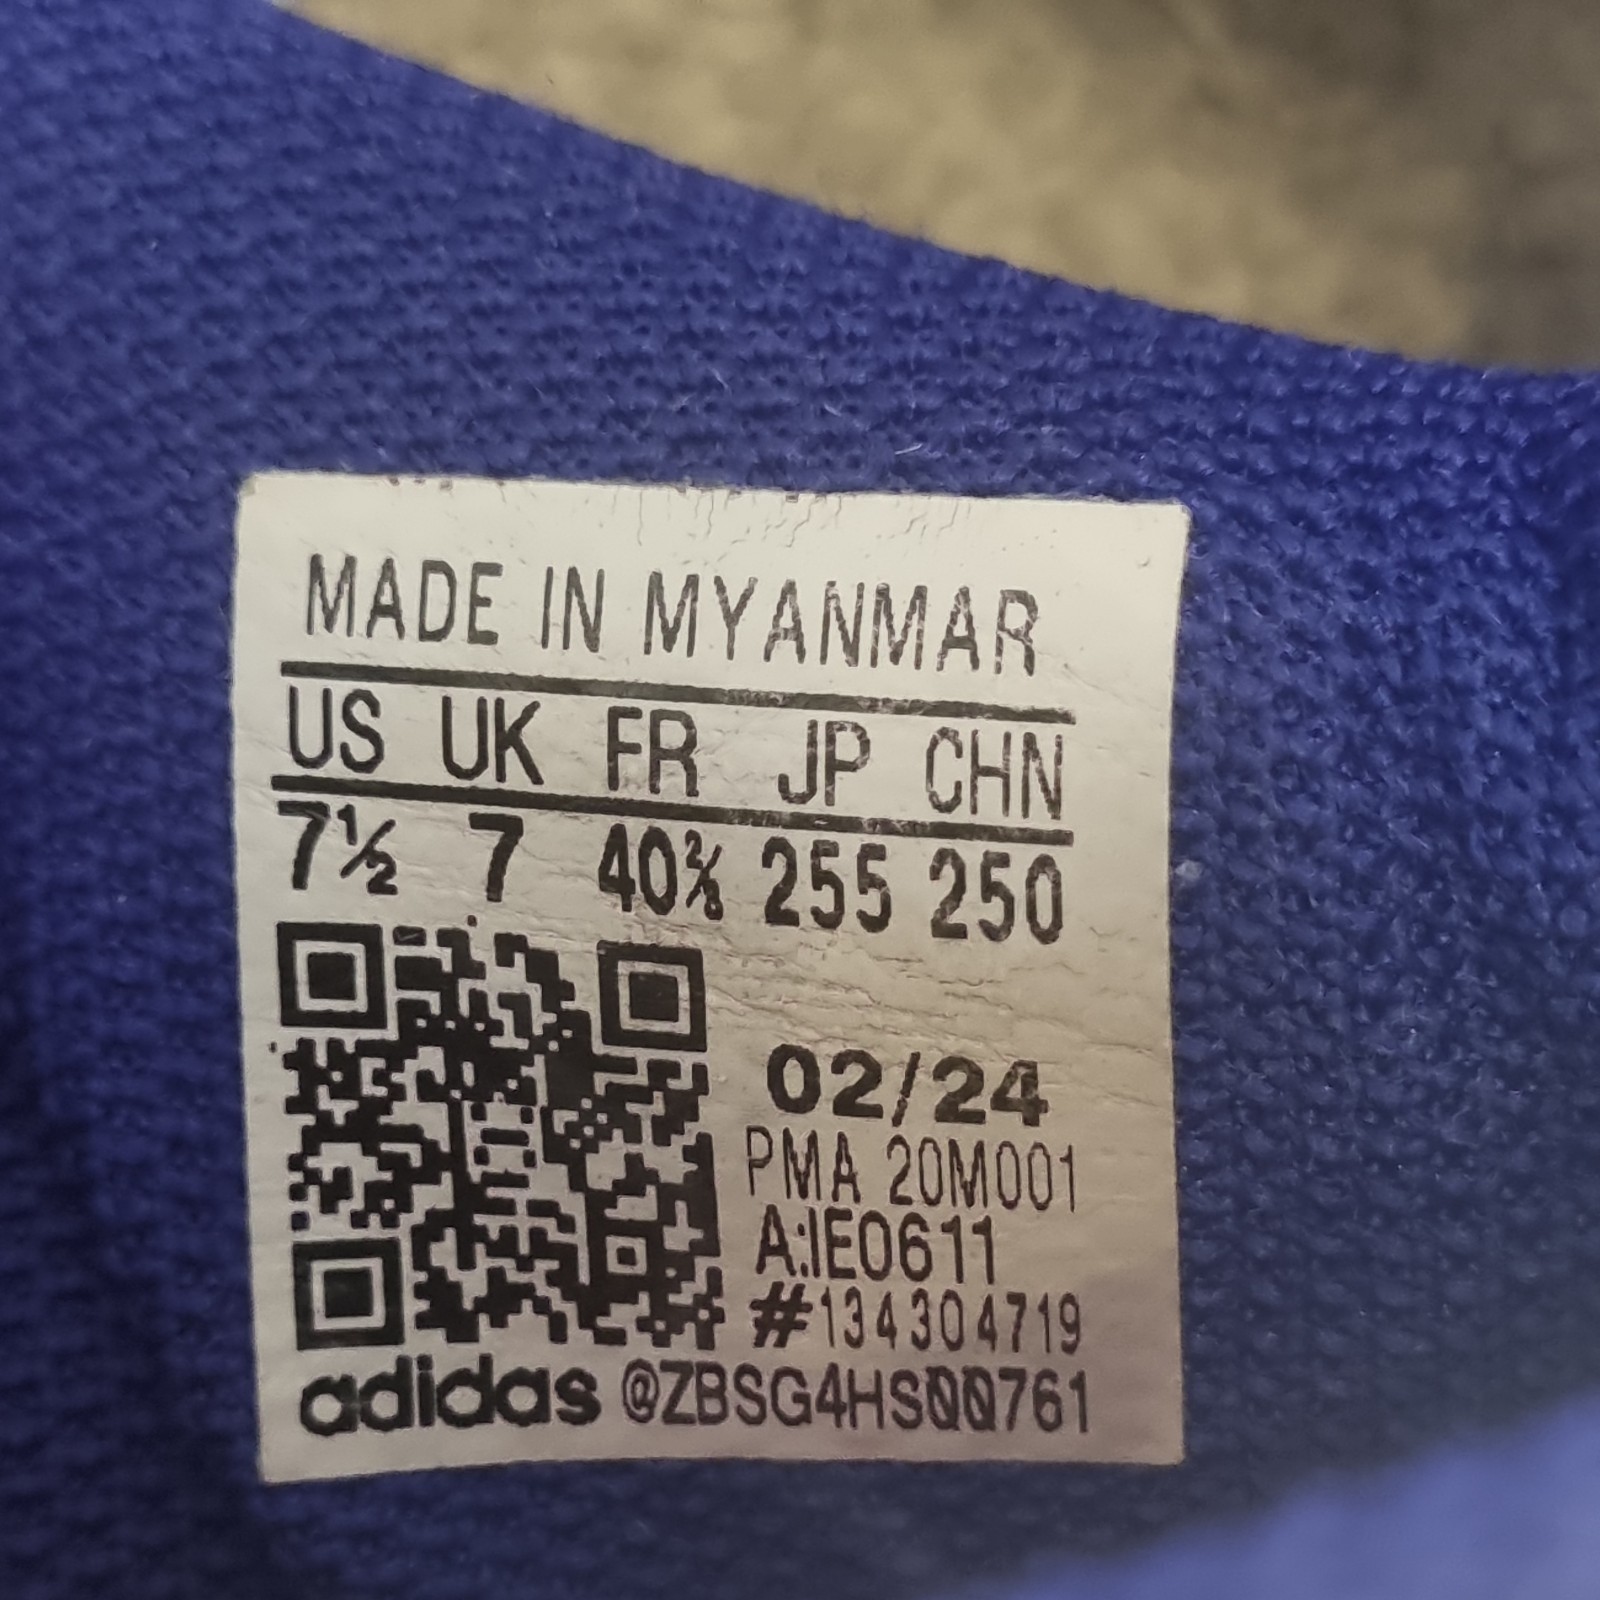 MADE IN MYANMAR
US UK FR JP CHN
7½ 7 40⅔ 255 250
02/24
PMA 20M001
A:IE0611
#134304719
adidas @ZBSG4HS00761